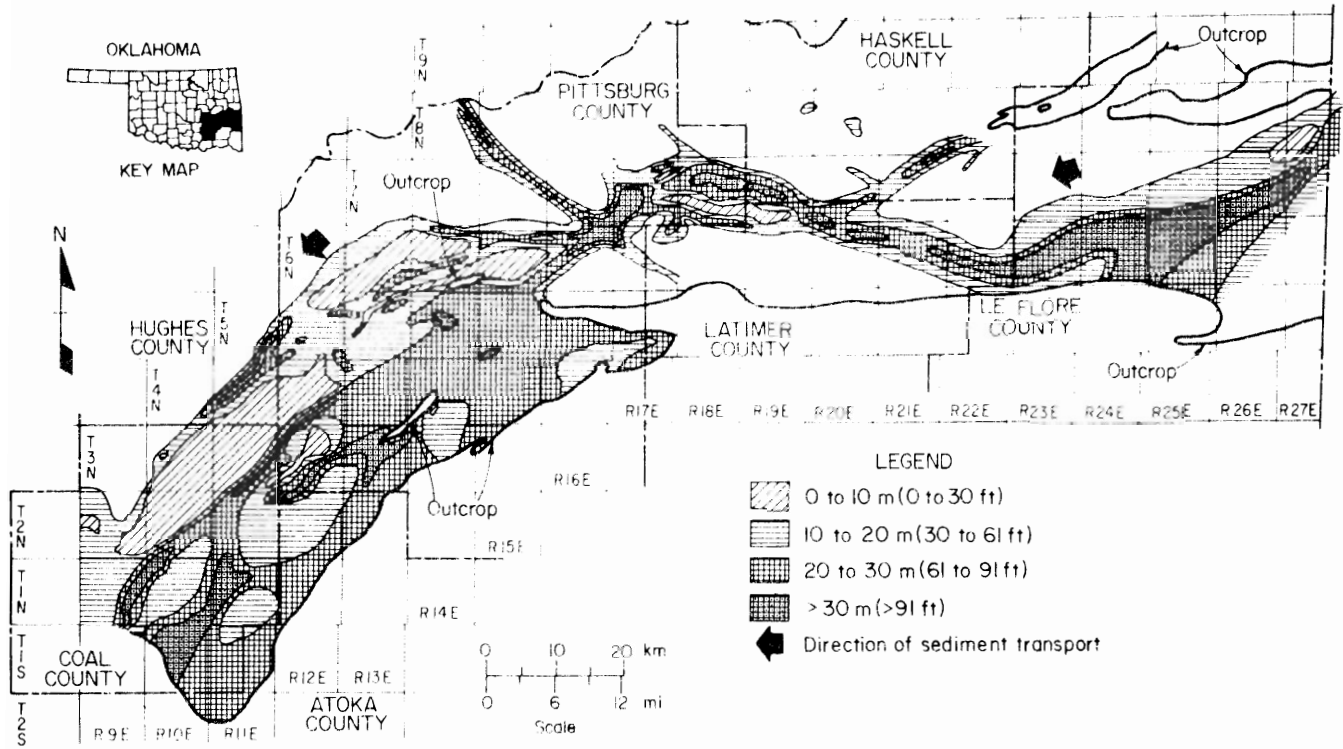 OKLAHOMA
KEY MAP
T9N
T8N
T7N
T6N
T5N
T4N
T3N
T2N
T1N
T1S
T2S
N
PITTSBURG
COUNTY
HASKELL
COUNTY
Outcrop
Outcrop
HUGHES
COUNTY
LATIMER
COUNTY
LE FLORE
COUNTY
Outcrop
R17E R18E R19E R20E R21E R22E R23E R24E R25E R26E R27E
Outcrop
R16E
R15E
R14E
R12E R13E
R9E R10E R11E
COAL
COUNTY
ATOKA
COUNTY
0 10 20 km
0 6 12 mi
Scale
LEGEND
0 to 10 m (0 to 30 ft)
10 to 20 m (30 to 61 ft)
20 to 30 m (61 to 91 ft)
> 30 m (>91 ft)
Direction of sediment transport